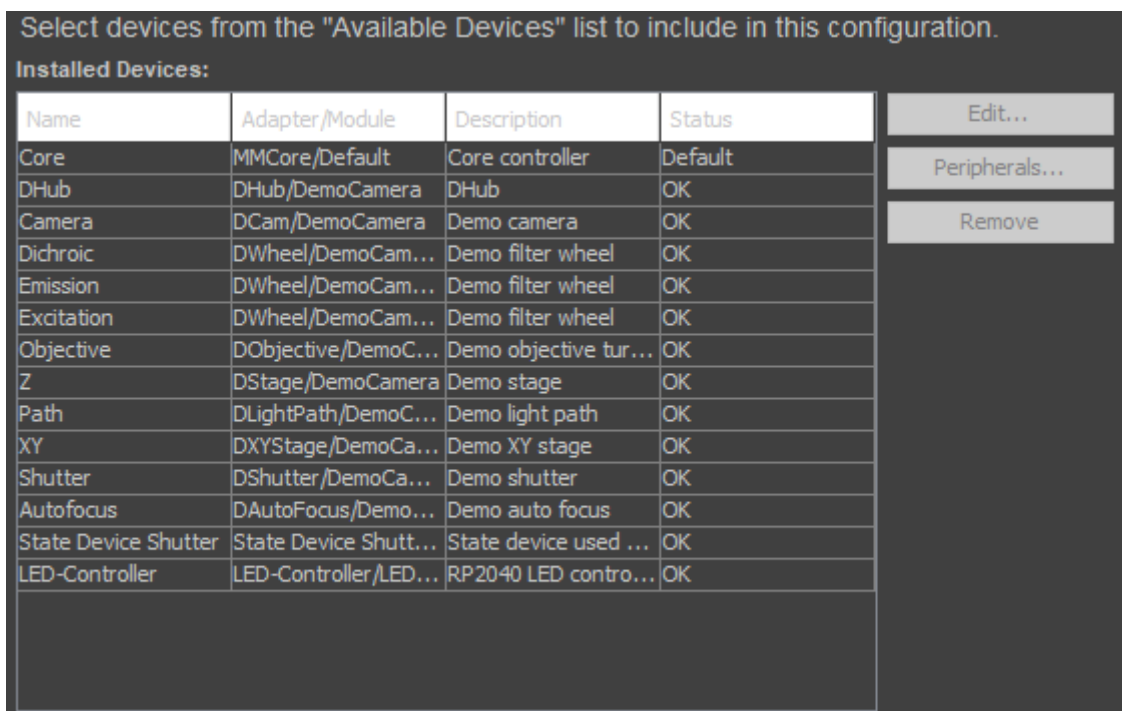 Select devices from the "Available Devices" list to include in this configuration.
Installed Devices:
Name Adapter/Module Description Status
Core MMCore/Default Core controller Default
DHub DHub/DemoCamera DHub OK
Camera DCam/DemoCamera Demo camera OK
Dichroic DWheel/DemoCam... Demo filter wheel OK
Emission DWheel/DemoCam... Demo filter wheel OK
Excitation DWheel/DemoCam... Demo filter wheel OK
Objective DObjective/DemoC... Demo objective tur... OK
Z DStage/DemoCamera Demo stage OK
Path DLightPath/DemoC... Demo light path OK
XY DXYStage/DemoCa... Demo XY stage OK
Shutter DShutter/DemoCa... Demo shutter OK
Autofocus DAutoFocus/Demo... Demo auto focus OK
State Device Shutter State Device Shutt... State device used ... OK
LED-Controller LED-Controller/LED... RP2040 LED contro... OK
Edit...
Peripherals...
Remove